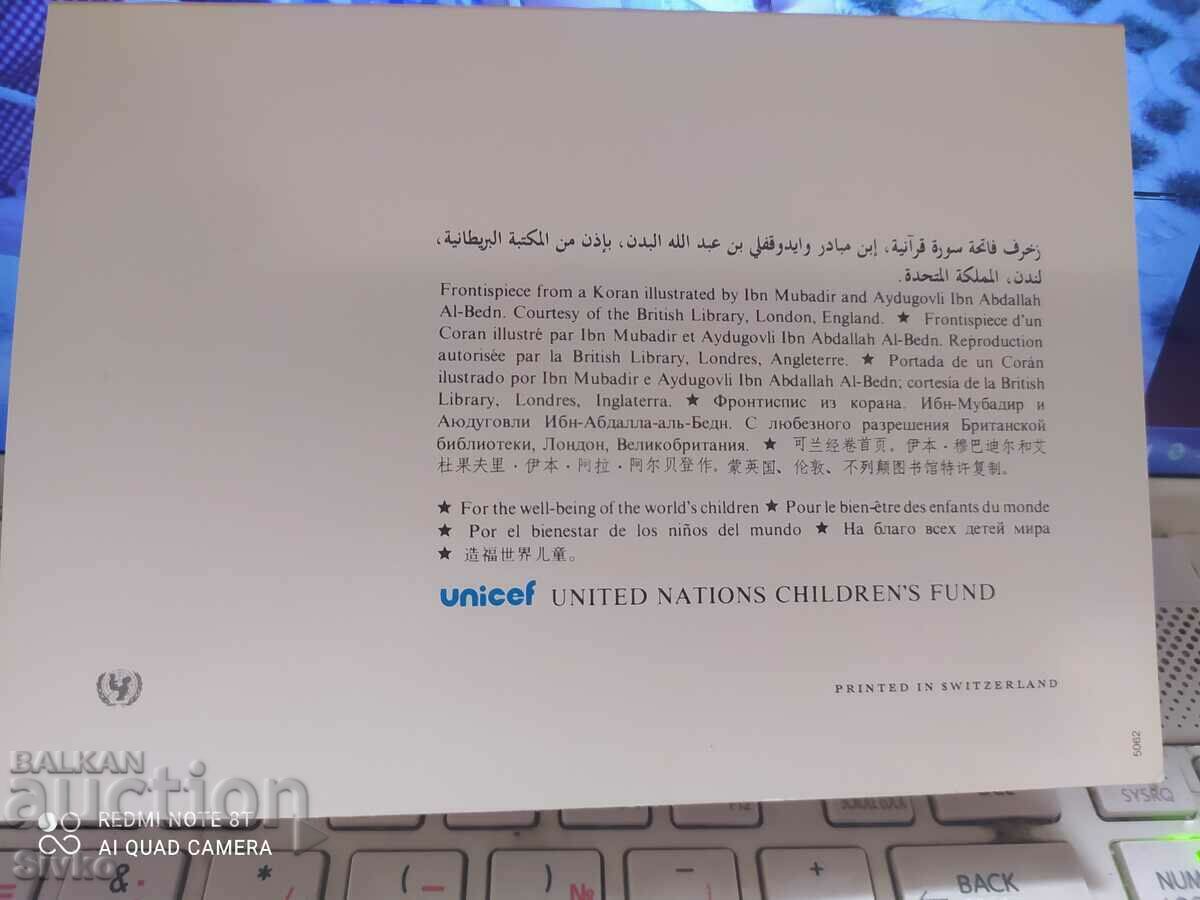 زخرف فاتحة سورة قرآنية، إبن مبادر وايدوقفلي بن عبد الله البدن، بإذن من المكتبة البريطانية،
لندن، المملكة المتحدة.
Frontispiece from a Koran illustrated by Ibn Mubadir and Aydugovli Ibn Abdallah
Al-Bedn. Courtesy of the British Library, London, England. ★ Frontispiece d'un
Coran illustré par Ibn Mubadir et Aydugovli Ibn Abdallah Al-Bedn. Reproduction
autorisée par la British Library, Londres, Angleterre. ★ Portada de un Corán
ilustrado por Ibn Mubadir e Aydugovli Ibn Abdallah Al-Bedn; cortesía de la British
Library, Londres, Inglaterra. ★ Фронтиспис из корана. Ибн-Мубадир и
Аюдуговли Ибн-Абдалла-аль-Бедн. С любезного разрешения Британской
библиотеки, Лондон, Великобритания. ★ 可兰经卷首页。伊本·穆巴迪尔和艾
杜果夫里·伊本·阿拉·阿尔贝登作。蒙英国、伦敦、不列颠图书馆特许复制。
★ For the well-being of the world's children ★ Pour le bien-être des enfants du monde
★ Por el bienestar de los niños del mundo ★ На благо всех детей мира
★ 造福世界儿童。
unicef UNITED NATIONS CHILDREN'S FUND
PRINTED IN SWITZERLAND
5062
BALKAN
auction
REDMI NOTE 8T
AI QUAD CAMERA
Sivko
SYSRQ
& * / ( _ ) № - +
← BACK
NUM